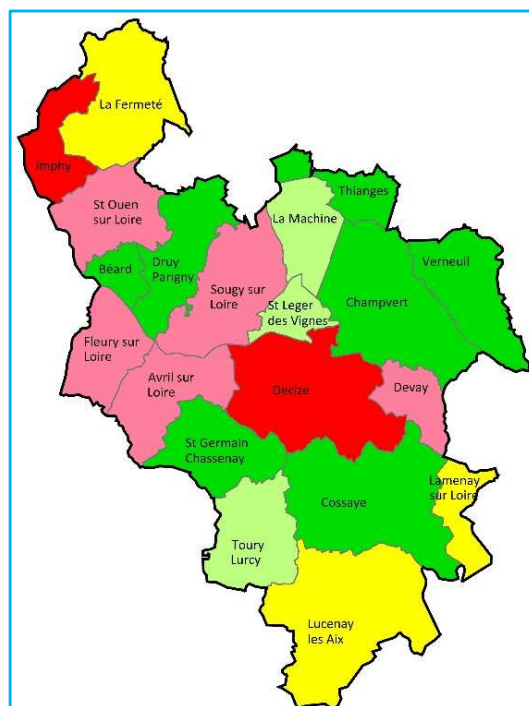 La Fermeté
Imphy
St Ouen
sur Loire
Thianges
La Machine
Béard
Druy
Parigny
Verneuil
Sougy sur
Loire
St Leger
des Vignes
Champvert
Fleury sur
Loire
Avril sur
Loire
Decize
Devay
St Germain
Chassenay
Lamenay
sur Loire
Cossaye
Toury
Lurcy
Lucenay
les Aix